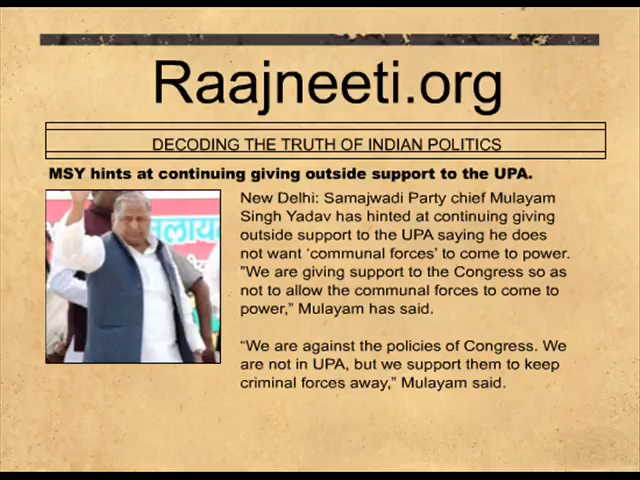 Raajneeti.org
DECODING THE TRUTH OF INDIAN POLITICS
MSY hints at continuing giving outside support to the UPA.
New Delhi: Samajwadi Party chief Mulayam
Singh Yadav has hinted at continuing giving
outside support to the UPA saying he does
not want ‘communal forces’ to come to power.
”We are giving support to the Congress so as
not to allow the communal forces to come to
power,” Mulayam has said.
“We are against the policies of Congress. We
are not in UPA, but we support them to keep
criminal forces away,” Mulayam said.